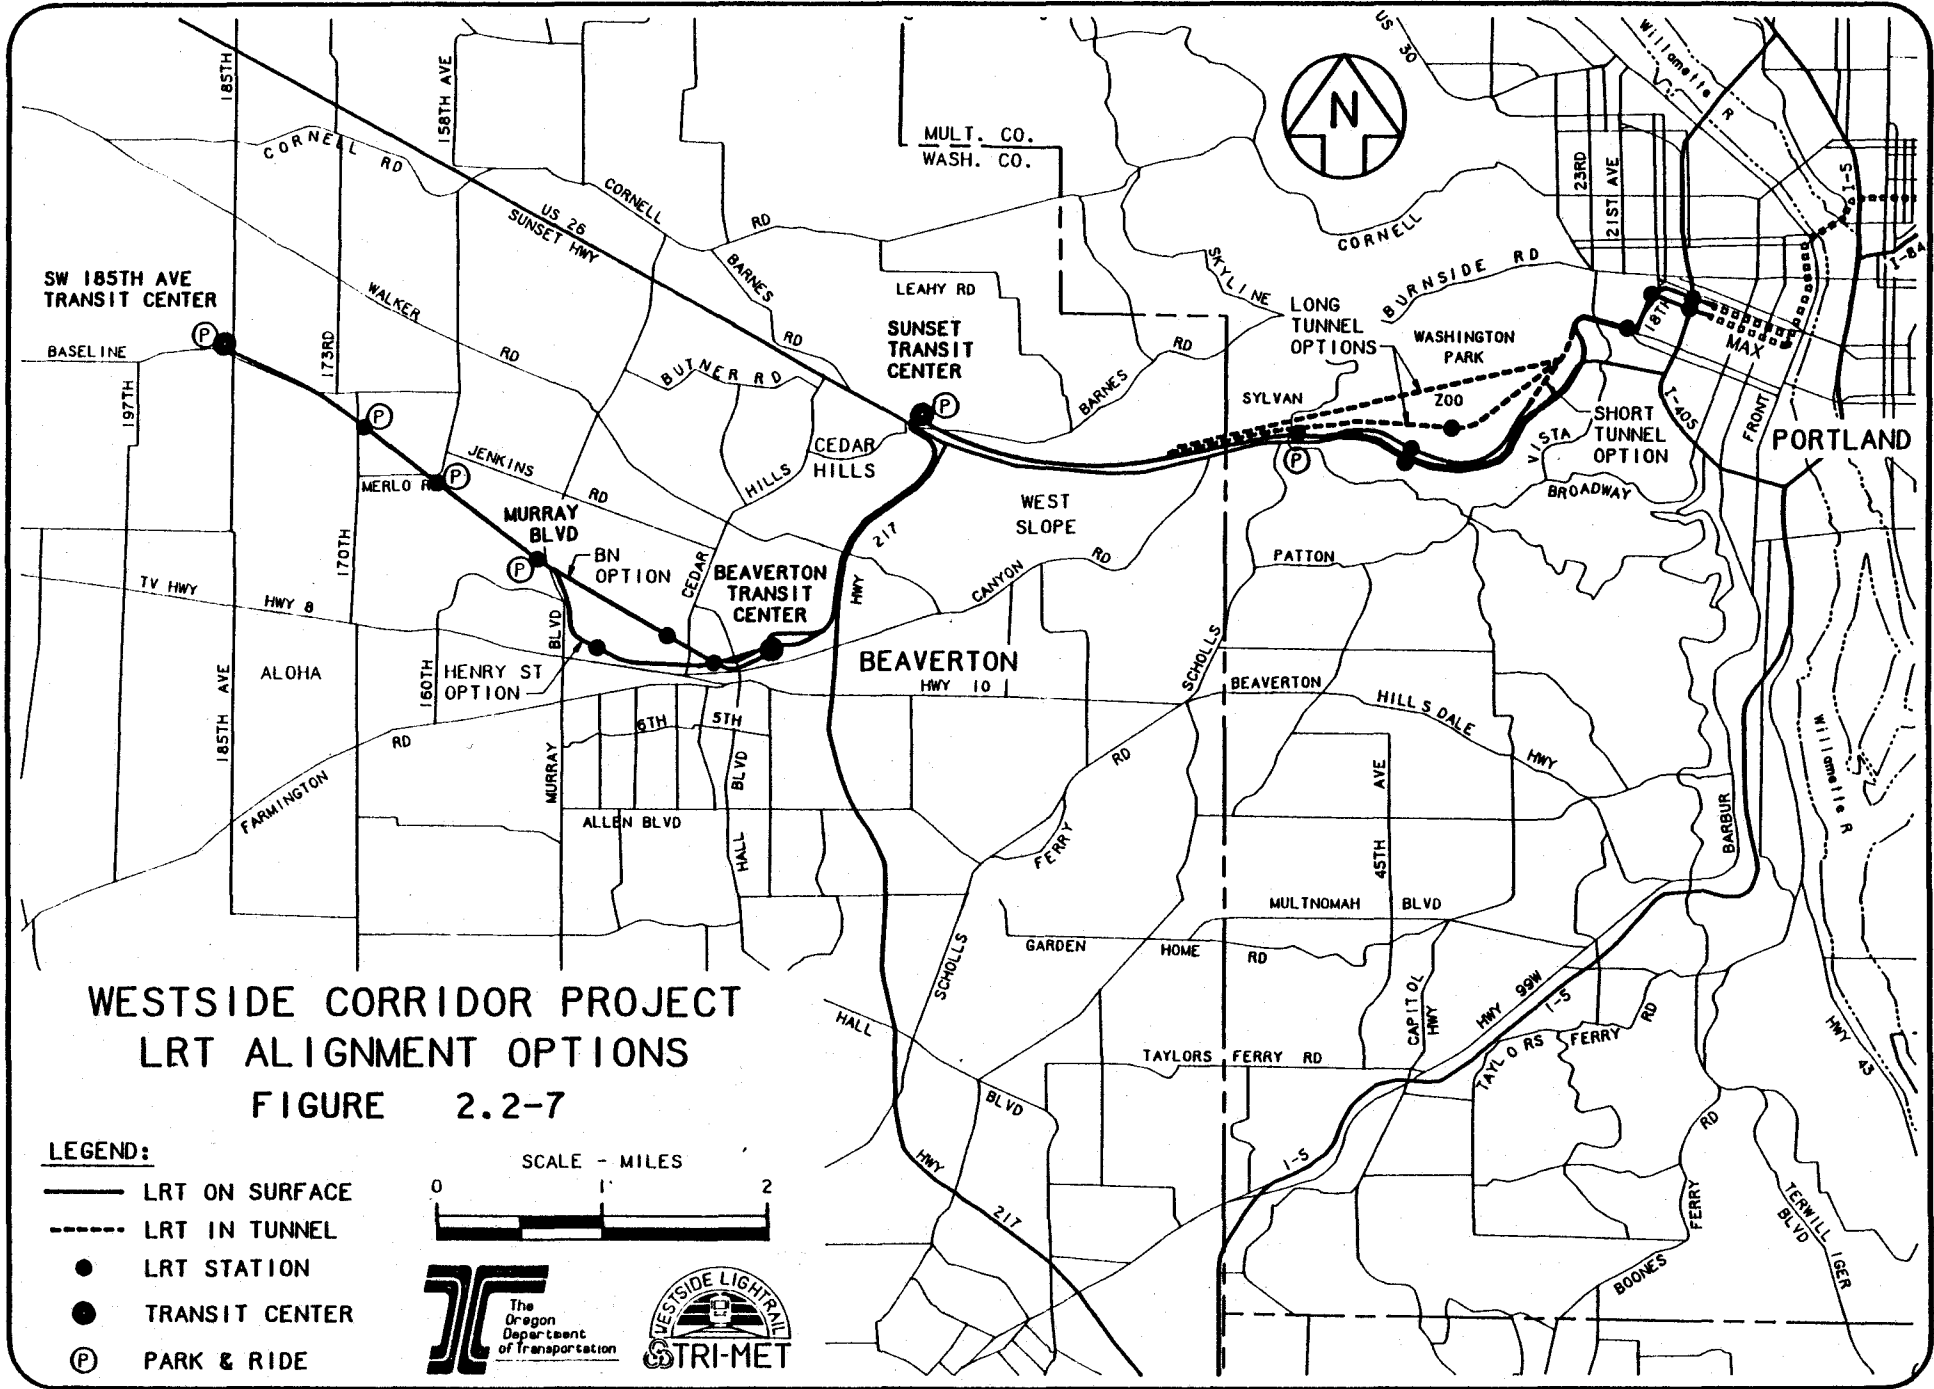 US 30
Willamette R
185TH
158TH AVE
N
MULT. CO.
WASH. CO.
CORNELL RD
CORNELL RD
US 26
SUNSET HWY
23RD
21ST AVE
I-5
CORNELL
I-84
SKYLINE
BURNSIDE RD
SW 185TH AVE
TRANSIT CENTER
WALKER
RD
BARNES
RD
LEAHY RD
LONG
TUNNEL
OPTIONS
WASHINGTON
PARK
18TH
MAX
SUNSET
TRANSIT
CENTER
P
BASELINE
173RD
197TH
BUTNER RD
BARNES
RD
SYLVAN
ZOO
I-405
FRONT
SHORT
TUNNEL
OPTION
VISTA
PORTLAND
P
P
P
P
CEDAR
HILLS
JENKINS
RD
HILLS
CEDAR
MERLO R
MURRAY
BLVD
WEST
SLOPE
BROADWAY
170TH
P
BN
OPTION
BEAVERTON
TRANSIT
CENTER
217
HWY
CANYON
RD
PATTON
TV HWY
HWY 8
BLVD
ALOHA
160TH
HENRY ST
OPTION
BEAVERTON
HWY 10
SCHOLLS
BEAVERTON
HILLSDALE
HWY
185TH AVE
FARMINGTON
RD
MURRAY
6TH
5TH
BLVD
HALL
ALLEN BLVD
RD
FERRY
SCHOLLS
45TH
AVE
BARBUR
Willamette R
MULTNOMAH BLVD
GARDEN
HOME
RD
CAPITOL
HWY
HWY 99W
I-5
TAYLORS FERRY RD
HWY 43
HALL
BLVD
TAYLORS FERRY RD
HWY
217
I-5
RD
FERRY
BOONES
TERWILLIGER
BLVD
WESTSIDE CORRIDOR PROJECT
LRT ALIGNMENT OPTIONS
FIGURE 2.2-7
LEGEND:
LRT ON SURFACE
LRT IN TUNNEL
LRT STATION
TRANSIT CENTER
P PARK & RIDE
SCALE - MILES
0 1 2
The
Oregon
Department
of Transportation
WESTSIDE LIGHTRAIL
TRI-MET